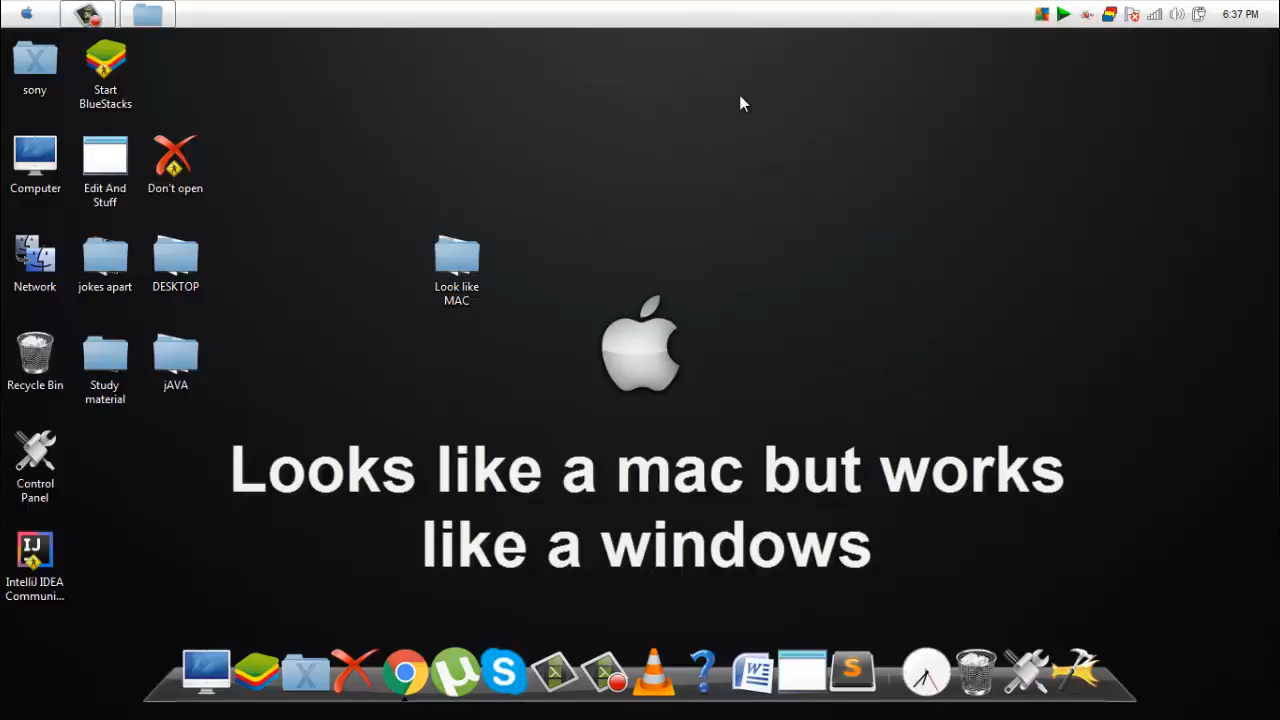 6:37 PM
sony
Start
BlueStacks
Computer
Edit And
Stuff
Don't open
Network
jokes apart
DESKTOP
Look like
MAC
Recycle Bin
Study
material
jAVA
Control
Panel
IJ
IntelliJ IDEA
Communi...
Looks like a mac but works
like a windows
X
X
µ
S
?
W
S